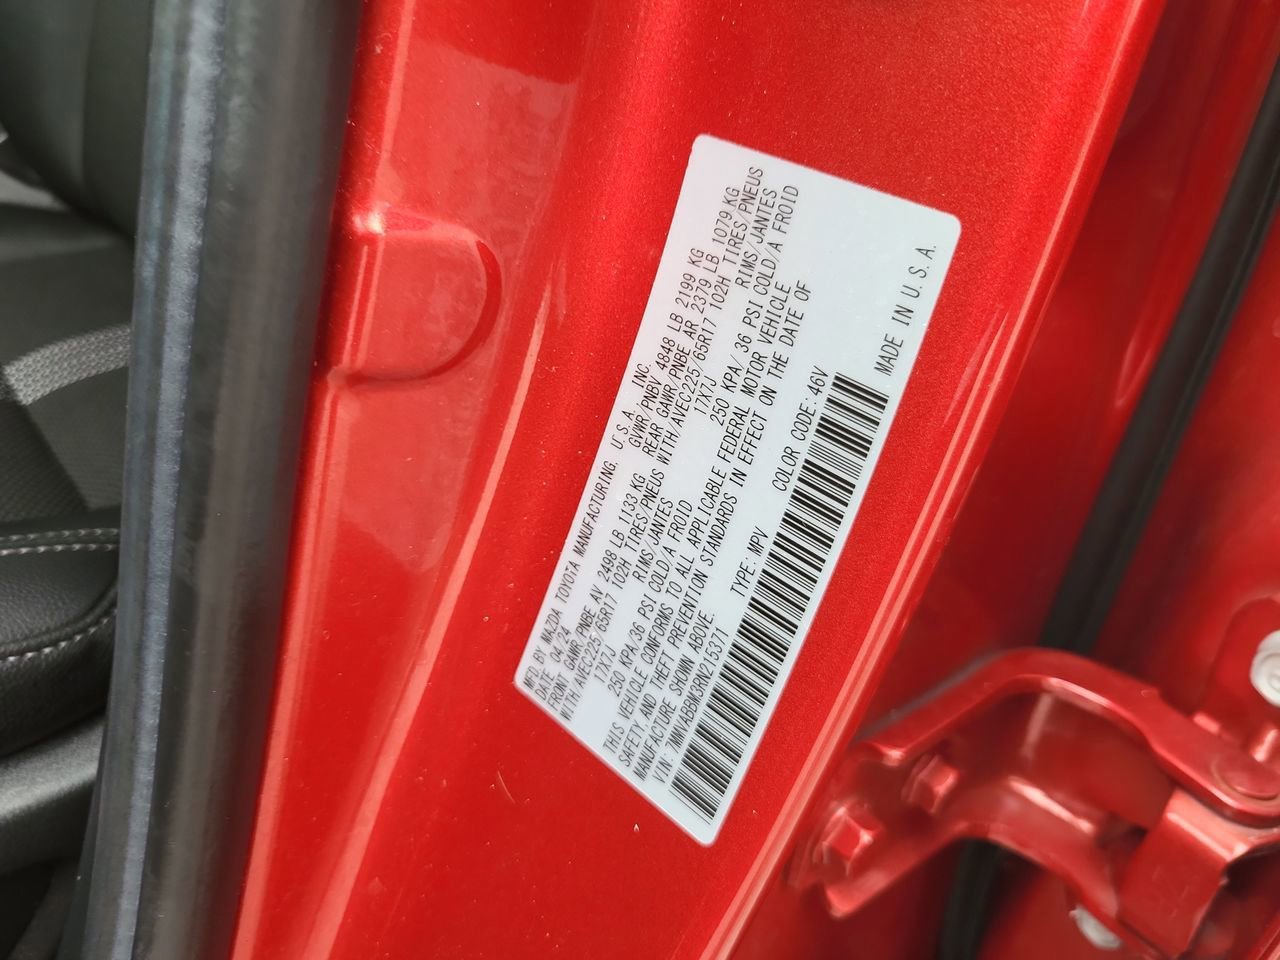 MFD. BY MAZDA TOYOTA MANUFACTURING, U.S.A., INC.
DATE 04/24 GVWR/PNBV 4848 LB 2199 KG
FRONT GAWR/PNBE AV 2498 LB 1133 KG REAR GAWR/PNBE AR 2379 LB 1079 KG
WITH/AVEC225/65R17 102H TIRES/PNEUS WITH/AVEC225/65R17 102H TIRES/PNEUS
17X7J RIMS/JANTES 17X7J RIMS/JANTES
250 KPA/36 PSI COLD/A FROID 250 KPA/ 36 PSI COLD/A FROID
THIS VEHICLE CONFORMS TO ALL APPLICABLE FEDERAL MOTOR VEHICLE
SAFETY, AND THEFT PREVENTION STANDARDS IN EFFECT ON THE DATE OF
MANUFACTURE SHOWN ABOVE.
VIN: 7MMVABBM3RN215371 TYPE: MPV COLOR CODE: 46V
MADE IN U.S.A.